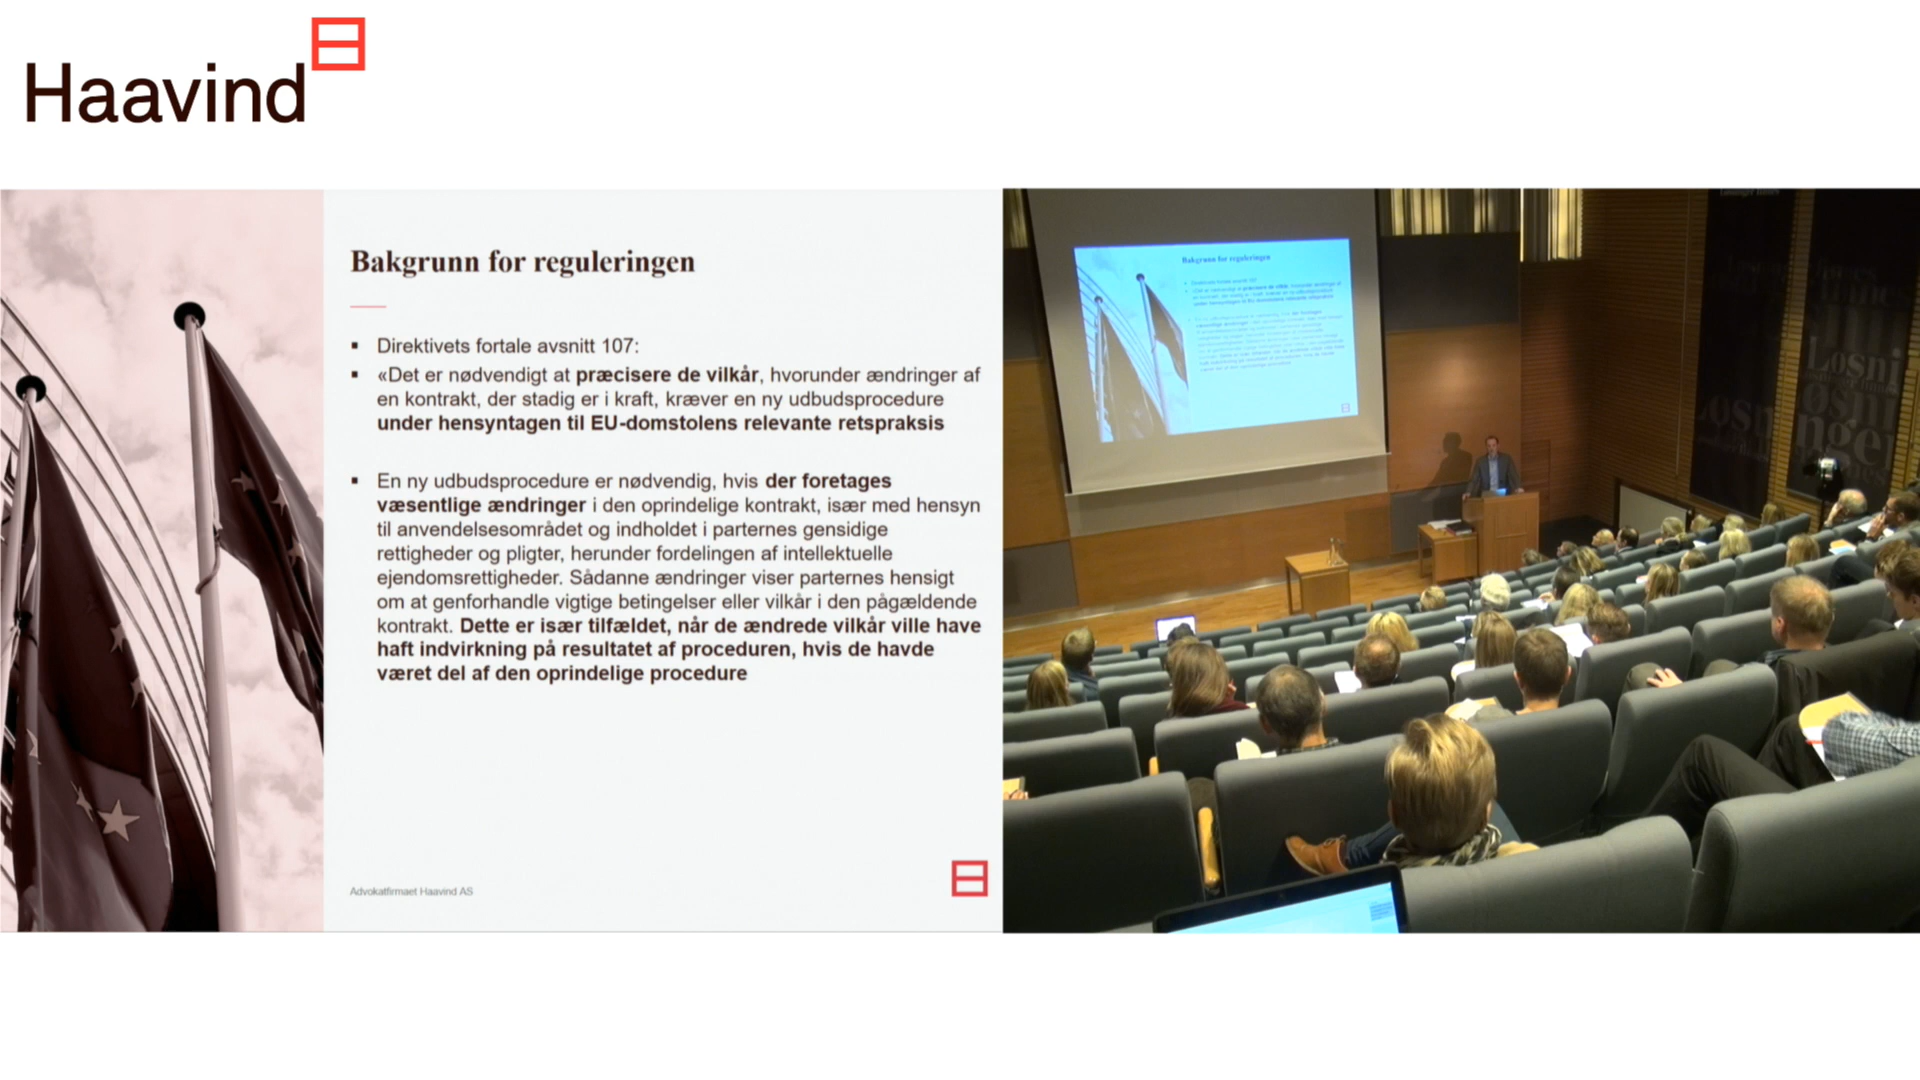 Haavind
Bakgrunn for reguleringen
▪ Direktivets fortale avsnitt 107:
▪ «Det er nødvendigt at præcisere de vilkår, hvorunder ændringer af
en kontrakt, der stadig er i kraft, kræver en ny udbudsprocedure
under hensyntagen til EU-domstolens relevante retspraksis
▪ En ny udbudsprocedure er nødvendig, hvis der foretages
væsentlige ændringer i den oprindelige kontrakt, især med hensyn
til anvendelsesområdet og indholdet i parternes gensidige
rettigheder og pligter, herunder fordelingen af intellektuelle
ejendomsrettigheder. Sådanne ændringer viser parternes hensigt
om at genforhandle vigtige betingelser eller vilkår i den pågældende
kontrakt. Dette er især tilfældet, når de ændrede vilkår ville have
haft indvirkning på resultatet af proceduren, hvis de havde
været del af den oprindelige procedure
Advokatfirmaet Haavind AS
Bakgrunn for reguleringen